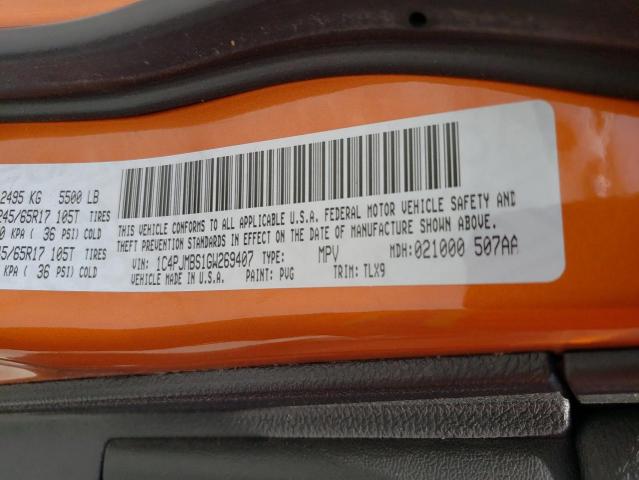 2495 KG 5500 LB
245/65R17 105T TIRES
KPA ( 36 PSI) COLD
45/65R17 105T TIRES
KPA ( 36 PSI) COLD
THIS VEHICLE CONFORMS TO ALL APPLICABLE U.S.A. FEDERAL MOTOR VEHICLE SAFETY AND
THEFT PREVENTION STANDARDS IN EFFECT ON THE DATE OF MANUFACTURE SHOWN ABOVE.
VIN: 1C4PJMBS1GW269407 TYPE: MPV MDH:021000 507AA
VEHICLE MADE IN U.S.A. PAINT: PVG TRIM: TLX9